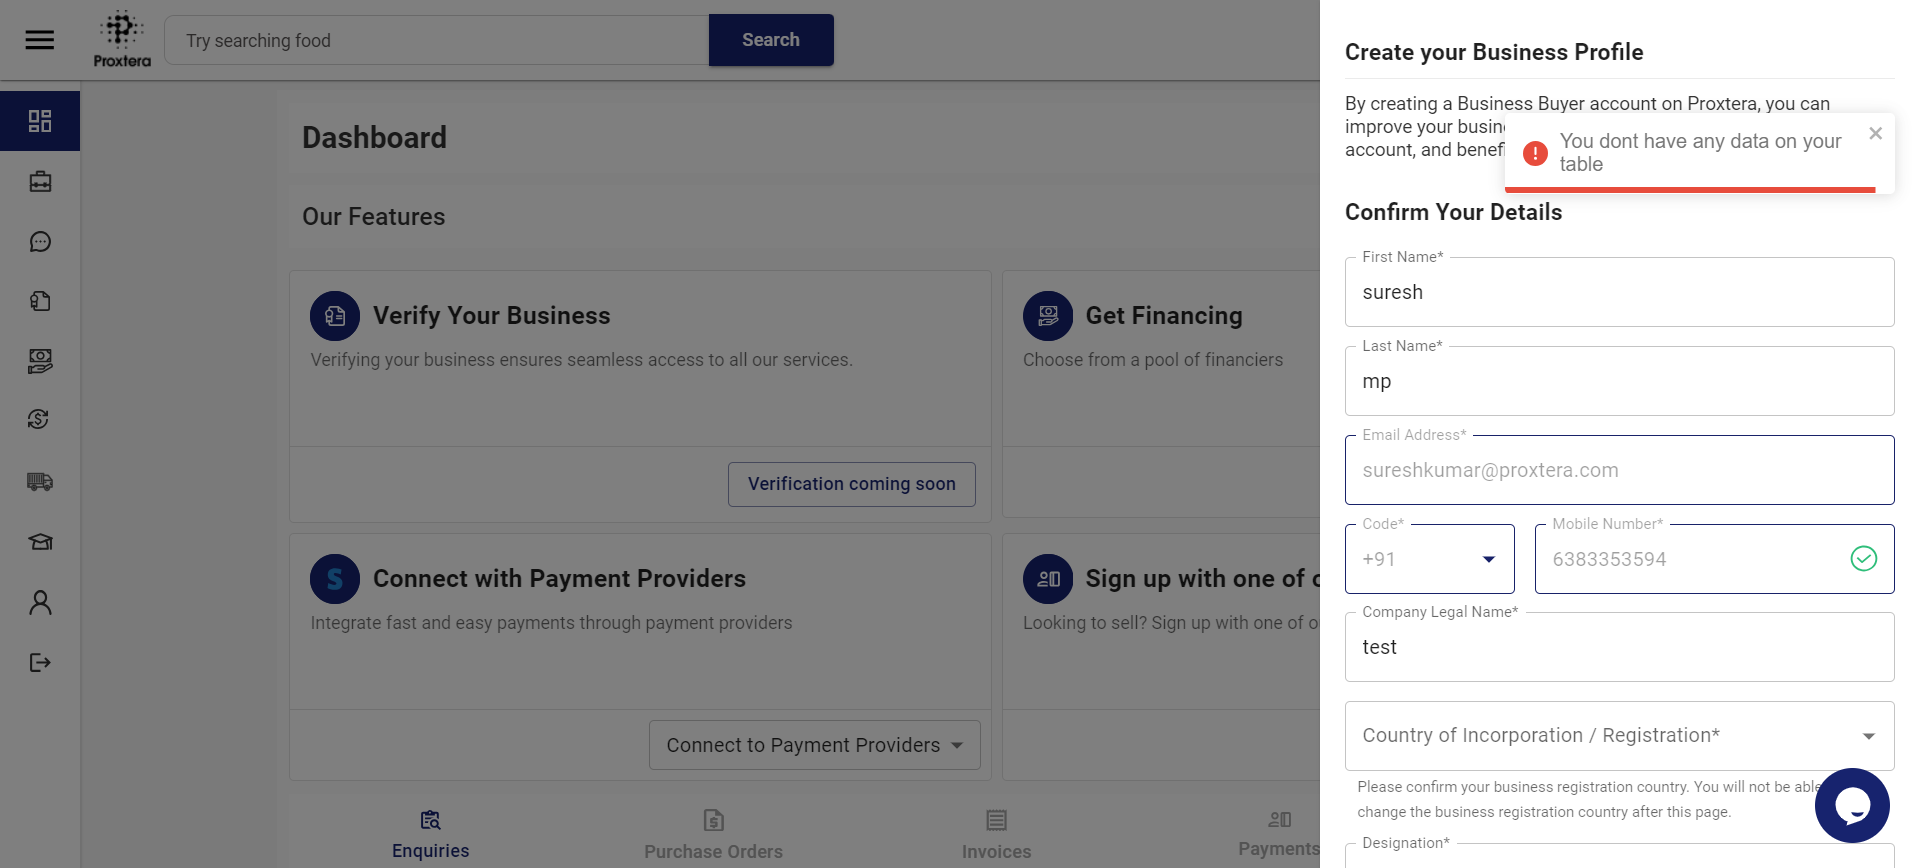 Proxtera
Try searching food
Search
Dashboard
Our Features
Verify Your Business
Verifying your business ensures seamless access to all our services.
Verification coming soon
Get Financing
Choose from a pool of financiers
Connect with Payment Providers
Integrate fast and easy payments through payment providers
Connect to Payment Providers
Sign up with one of o
Looking to sell? Sign up with one of o
Enquiries
Purchase Orders
Invoices
Payments
Create your Business Profile
By creating a Business Buyer account on Proxtera, you can
improve your busine
account, and benefi
You dont have any data on your
table
Confirm Your Details
First Name*
suresh
Last Name*
mp
Email Address*
sureshkumar@proxtera.com
Code*
+91
Mobile Number*
6383353594
Company Legal Name*
test
Country of Incorporation / Registration*
Please confirm your business registration country. You will not be able
change the business registration country after this page.
Designation*